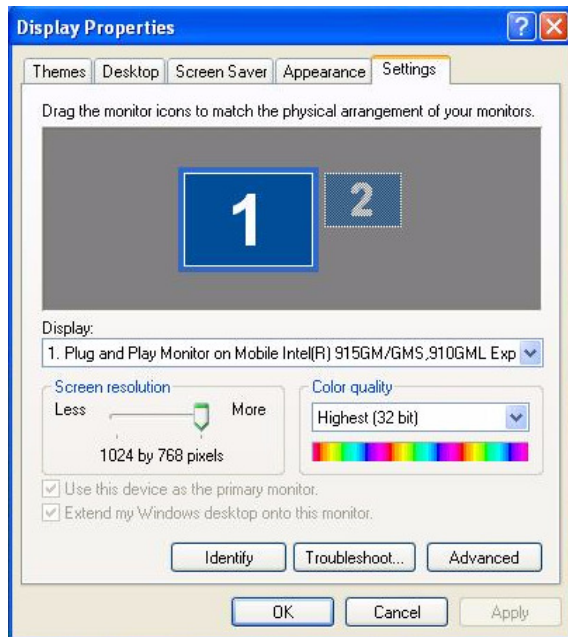 Display Properties
Themes Desktop Screen Saver Appearance Settings
Drag the monitor icons to match the physical arrangement of your monitors.
1 2
Display:
1. Plug and Play Monitor on Mobile Intel(R) 915GM/GMS,910GML Exp
Screen resolution
Less More
1024 by 768 pixels
Color quality
Highest (32 bit)
Use this device as the primary monitor.
Extend my Windows desktop onto this monitor.
Identify Troubleshoot... Advanced
OK Cancel Apply